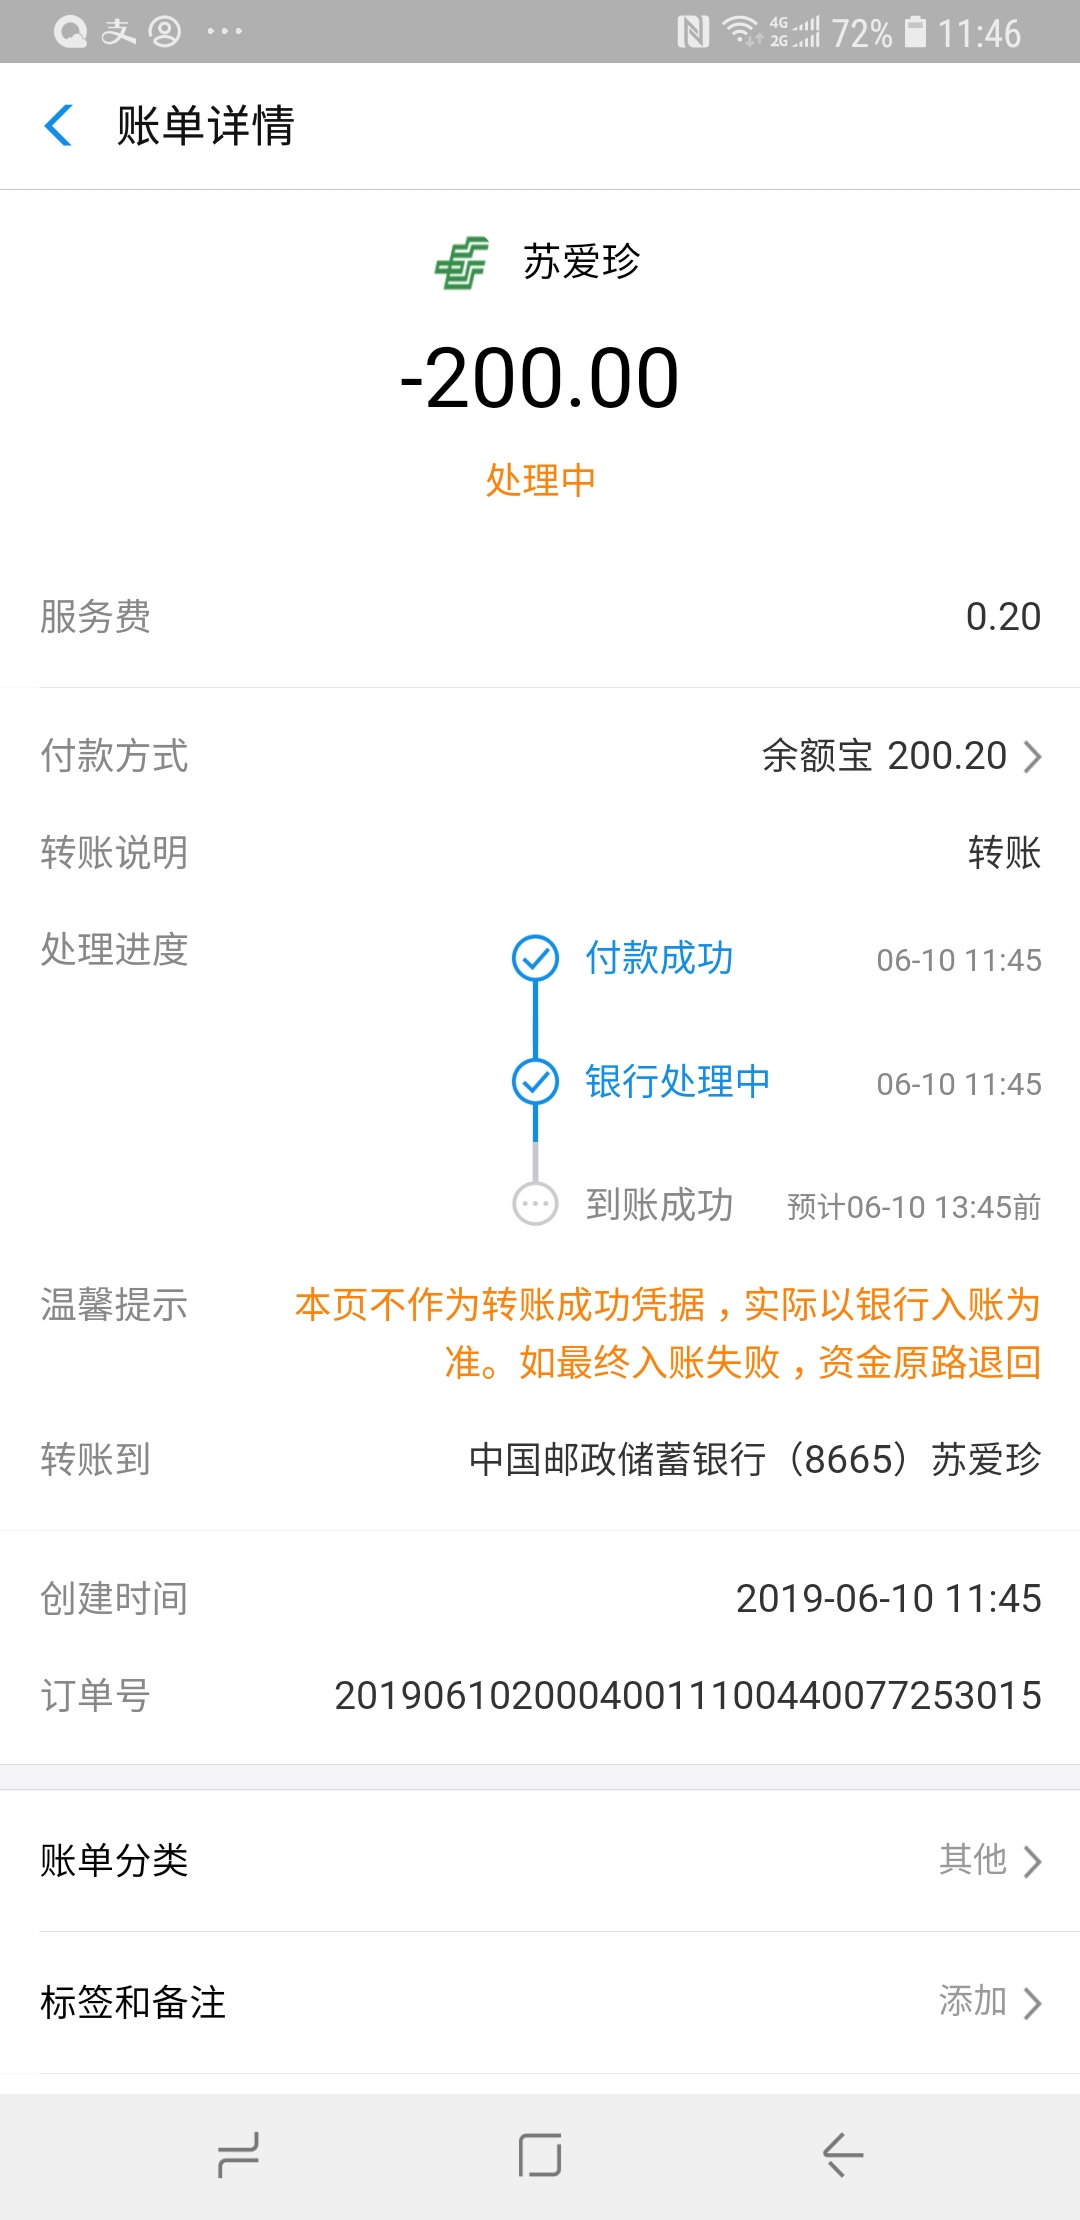 支 4G 2G 72% 11:46
账单详情
苏爱珍
-200.00
处理中
服务费 0.20
付款方式 余额宝 200.20
转账说明 转账
处理进度 付款成功 06-10 11:45
银行处理中 06-10 11:45
到账成功 预计06-10 13:45前
温馨提示 本页不作为转账成功凭据，实际以银行入账为
准。如最终入账失败，资金原路退回
转账到 中国邮政储蓄银行（8665）苏爱珍
创建时间 2019-06-10 11:45
订单号 20190610200040011100440077253015
账单分类 其他
标签和备注 添加